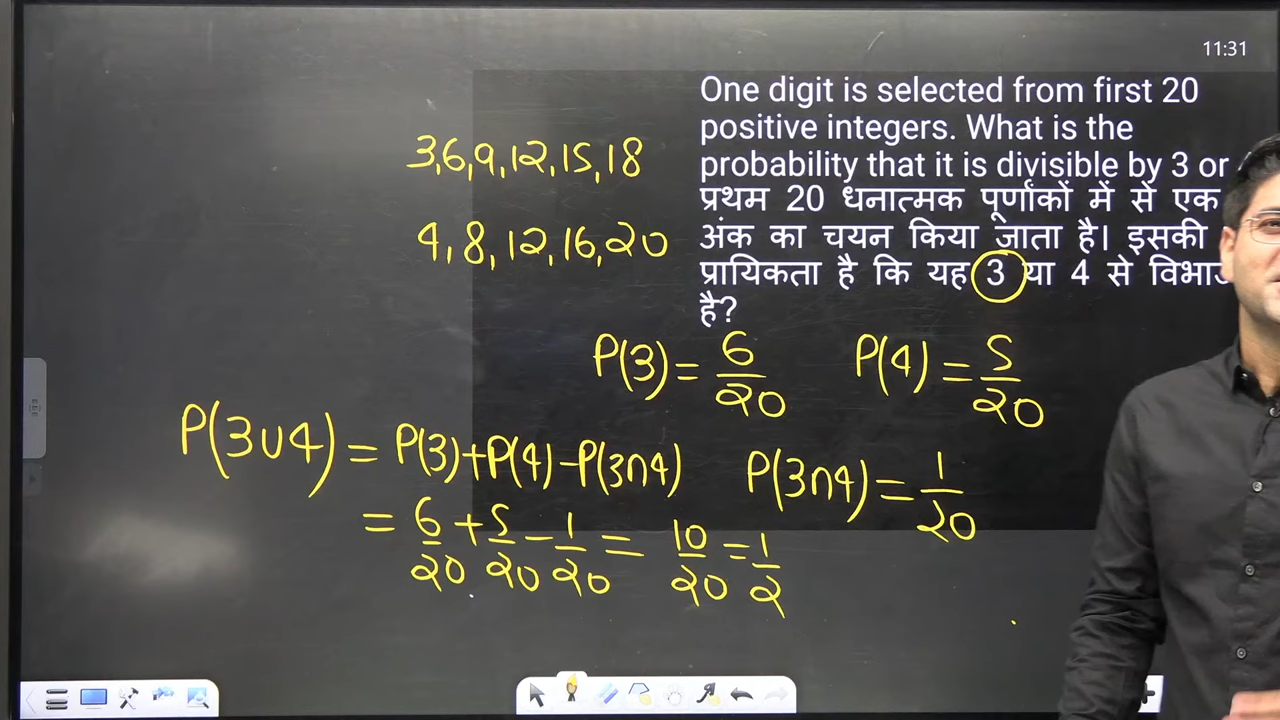 11:31
One digit is selected from first 20
positive integers. What is the
probability that it is divisible by 3 or
प्रथम 20 धनात्मक पूर्णांकों में से एक
अंक का चयन किया जाता है। इसकी
प्रायिकता है कि यह 3 या 4 से
है?
3,6,9,12,15,18
4,8,12,16,20
P(3)=6/20 P(4)=5/20
P(3∪4)=P(3)+P(4)-P(3∩4) P(3∩4)=1/20
=6/20+5/20-1/20=10/20=1/2